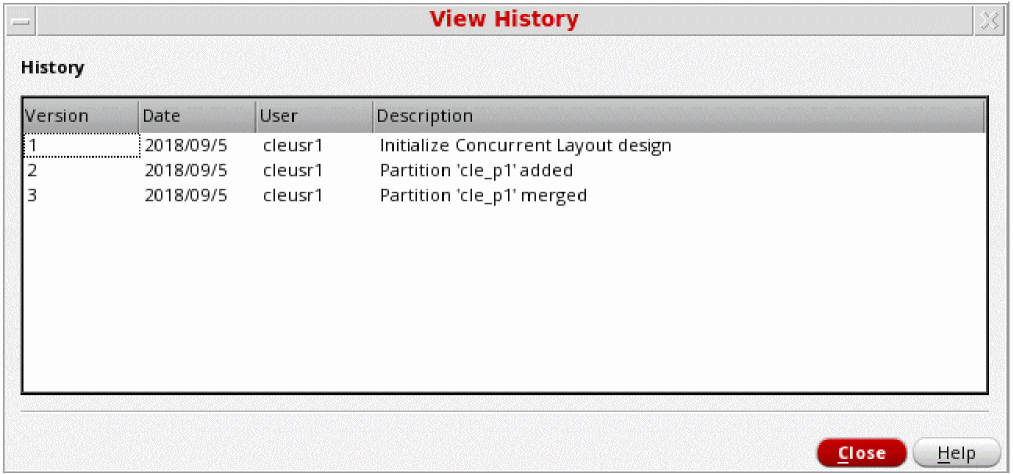 View History
History
Version Date User Description
1 2018/09/5 cleusr1 Initialize Concurrent Layout design
2 2018/09/5 cleusr1 Partition 'cle_p1' added
3 2018/09/5 cleusr1 Partition 'cle_p1' merged
Close Help